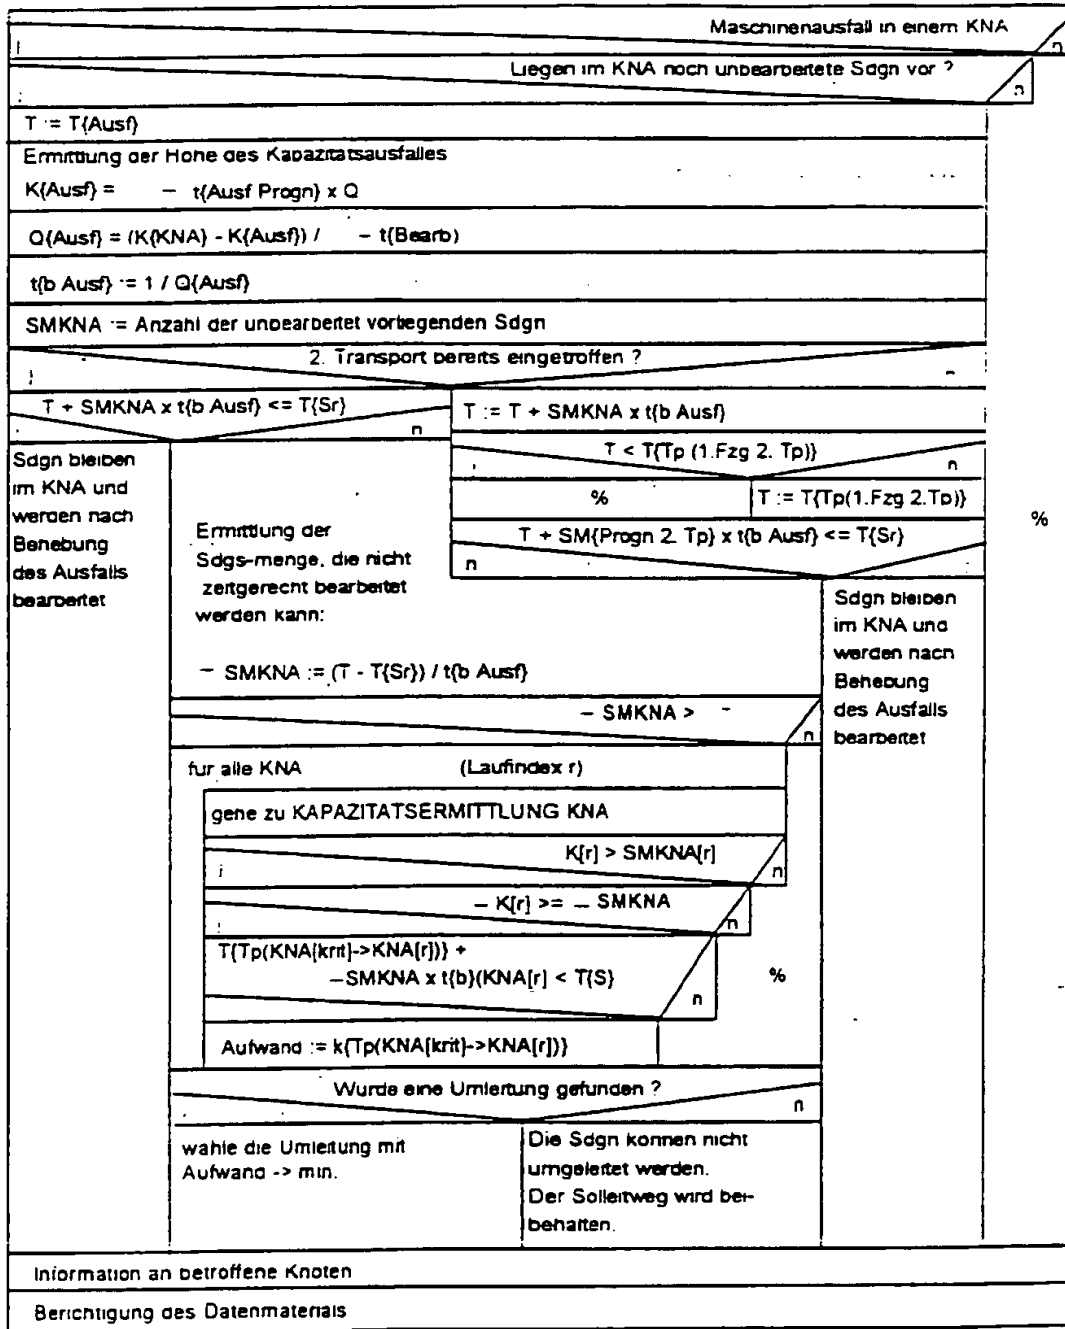 Maschinenausfall in einem KNA
j
n
Liegen im KNA noch unbearbeitete Sdgn vor ?
n
T := T{Ausf}
Ermittlung der Hohe des Kapazitatsausfalles
K{Ausf} = – t{Ausf Progn} x Q
Q{Ausf} = (K{KNA} - K{Ausf}) / – t{Bearb}
t{b Ausf} := 1 / Q{Ausf}
SMKNA := Anzahl der unbearbeitet vorliegenden Sdgn
2. Transport bereits eingetroffen ?
j
n
T + SMKNA x t{b Ausf} <= T{Sr}
n
T := T + SMKNA x t{b Ausf}
T < T{Tp (1.Fzg 2. Tp)}
n
%
T := T{Tp(1.Fzg 2.Tp)}
T + SM{Progn 2. Tp} x t{b Ausf} <= T{Sr}
n
%
Sdgn bleiben
im KNA und
werden nach
Behebung
des Ausfalls
bearbeitet
Ermittlung der
Sdgs-menge, die nicht
zeitgerecht bearbeitet
werden kann:
– SMKNA := (T - T{Sr}) / t{b Ausf}
Sdgn bleiben
im KNA und
werden nach
Behebung
des Ausfalls
bearbeitet
– SMKNA > –
n
fur alle KNA (Laufindex r)
gehe zu KAPAZITATSERMITTLUNG KNA
K[r] > SMKNA[r]
j
n
– K[r] >= – SMKNA
n
T{Tp(KNA[krit]->KNA[r])} +
–SMKNA x t{b}(KNA[r] < T{S}
n
%
Aufwand := k{Tp(KNA[krit]->KNA[r])}
Wurde eine Umleitung gefunden ?
n
wahle die Umleitung mit
Aufwand -> min.
Die Sdgn konnen nicht
umgeleitet werden.
Der Solleitweg wird bei-
behalten.
Information an betroffene Knoten
Berichtigung des Datenmaterials